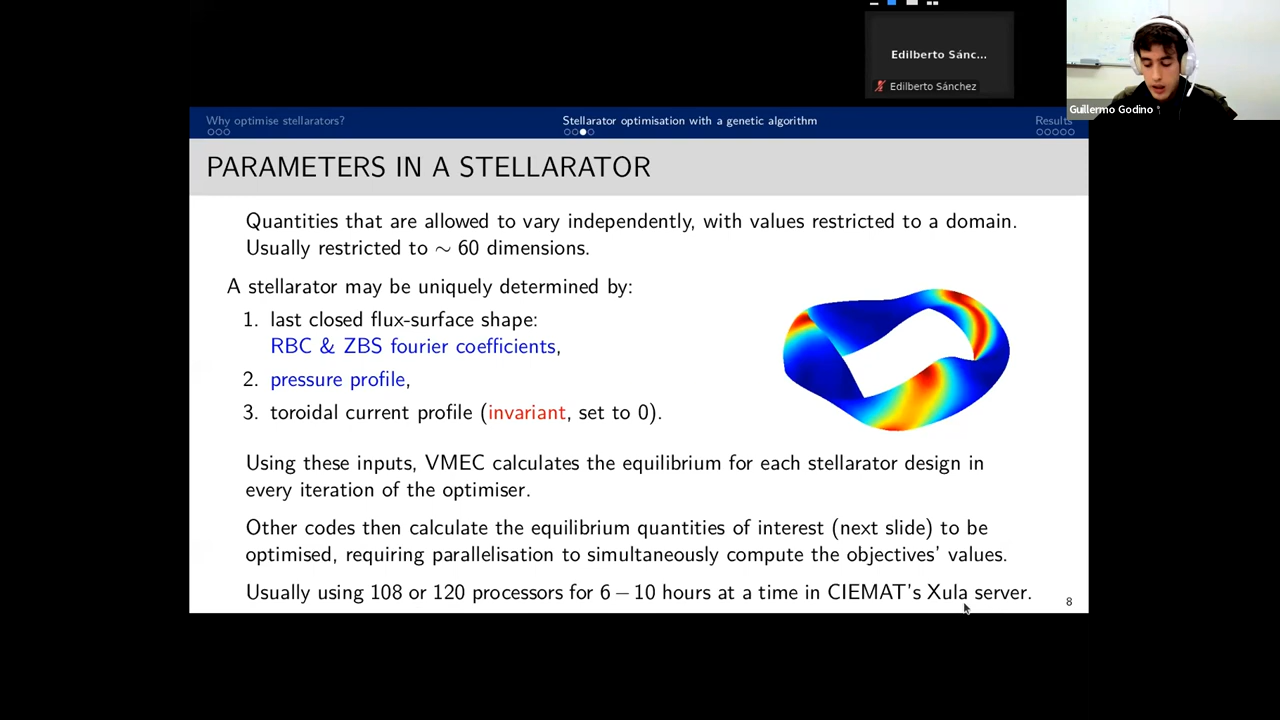 Edilberto Sánc...
Edilberto Sánchez
Guillermo Godino
Why optimise stellarators?
Stellarator optimisation with a genetic algorithm
Results
PARAMETERS IN A STELLARATOR
Quantities that are allowed to vary independently, with values restricted to a domain.
Usually restricted to ∼ 60 dimensions.
A stellarator may be uniquely determined by:
1. last closed flux-surface shape:
RBC & ZBS fourier coefficients,
2. pressure profile,
3. toroidal current profile (invariant, set to 0).
Using these inputs, VMEC calculates the equilibrium for each stellarator design in
every iteration of the optimiser.
Other codes then calculate the equilibrium quantities of interest (next slide) to be
optimised, requiring parallelisation to simultaneously compute the objectives' values.
Usually using 108 or 120 processors for 6 – 10 hours at a time in CIEMAT's Xula server.
8